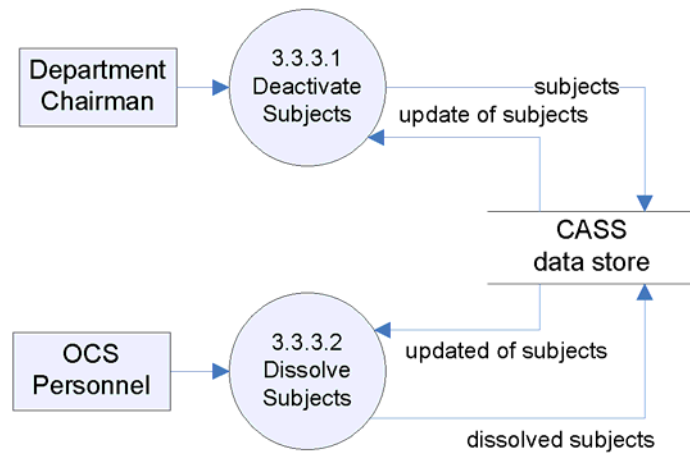 Department
Chairman
3.3.3.1
Deactivate
Subjects
subjects
update of subjects
CASS
data store
OCS
Personnel
3.3.3.2
Dissolve
Subjects
updated of subjects
dissolved subjects